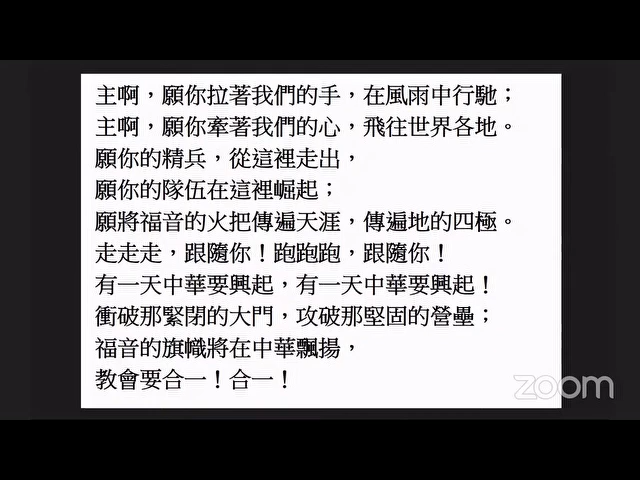 主啊，願你拉著我們的手，在風雨中行馳；
主啊，願你牽著我們的心，飛往世界各地。
願你的精兵，從這裡走出，
願你的隊伍在這裡崛起；
願將福音的火把傳遍天涯，傳遍地的四極。
走走走，跟隨你！跑跑跑，跟隨你！
有一天中華要興起，有一天中華要興起！
衝破那緊閉的大門，攻破那堅固的營壘；
福音的旗幟將在中華飄揚，
教會要合一！合一！
zoom